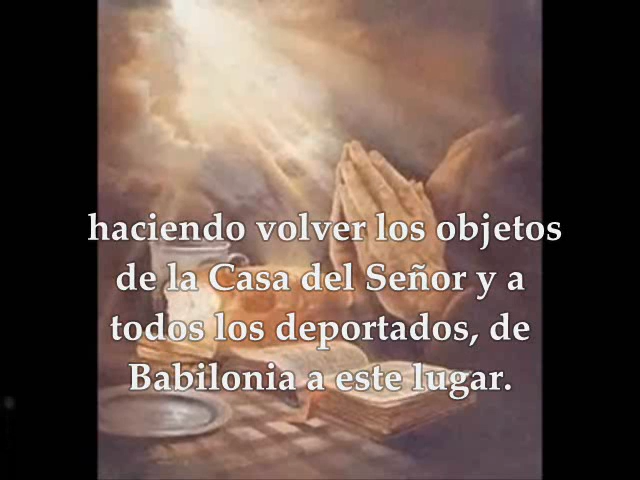 haciendo volver los objetos
de la Casa del Señor y a
todos los deportados, de
Babilonia a este lugar.